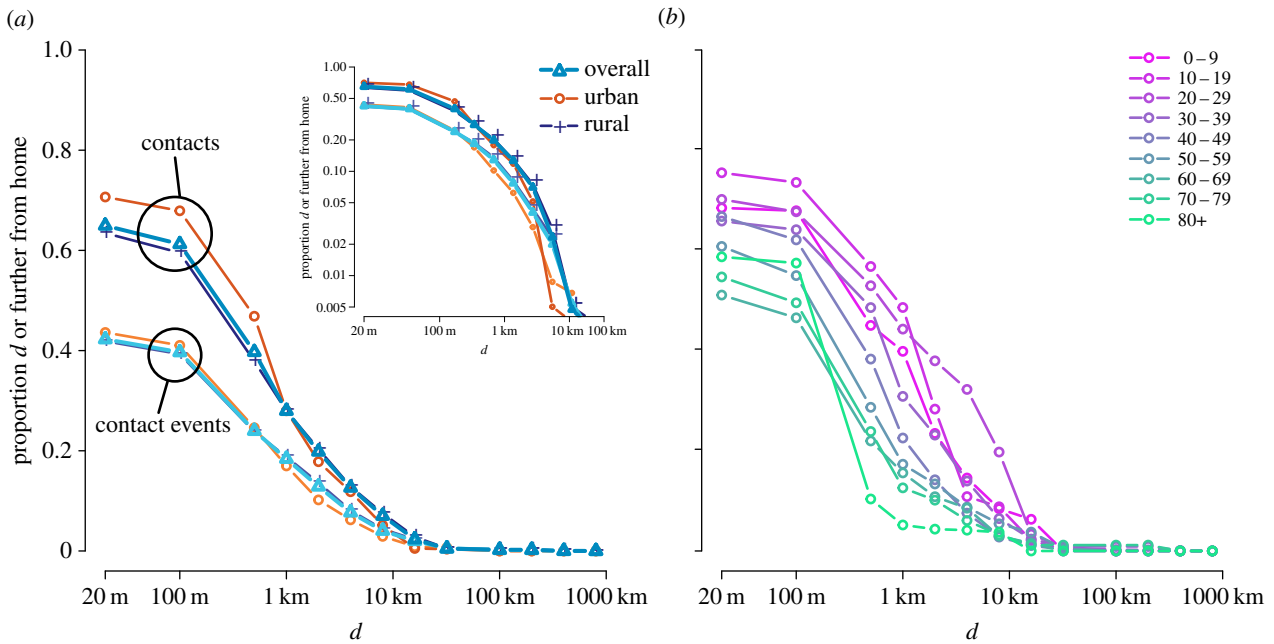 (a)
1.0
0.8
0.6
0.4
0.2
0
proportion d or further from home
contacts
contact events
20 m
100 m
1 km
10 km
100 km
1000 km
d
1.00
0.50
0.20
0.10
0.05
0.02
0.01
0.005
proportion d or further from home
20 m
100 m
1 km
10 km
100 km
d
overall
urban
rural
(b)
0–9
10–19
20–29
30–39
40–49
50–59
60–69
70–79
80+
20 m
100 m
1 km
10 km
100 km
1000 km
d